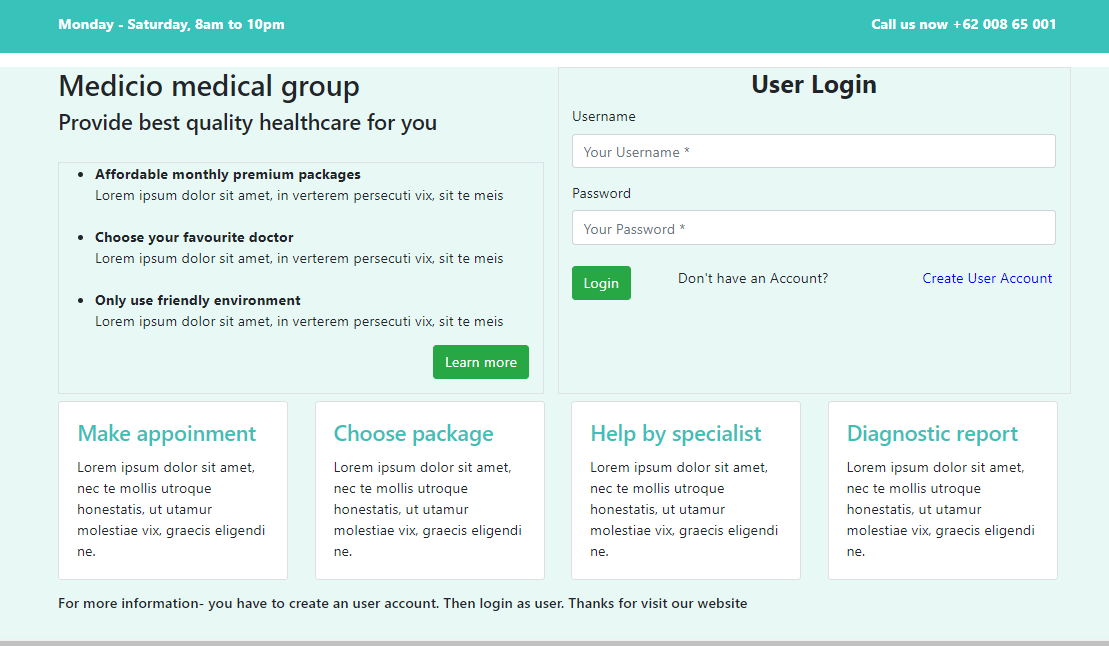 Monday - Saturday, 8am to 10pm
Call us now +62 008 65 001
Medicio medical group
Provide best quality healthcare for you
Affordable monthly premium packages
Lorem ipsum dolor sit amet, in verterem persecuti vix, sit te meis
Choose your favourite doctor
Lorem ipsum dolor sit amet, in verterem persecuti vix, sit te meis
Only use friendly environment
Lorem ipsum dolor sit amet, in verterem persecuti vix, sit te meis
Learn more
User Login
Username
Your Username *
Password
Your Password *
Login
Don't have an Account?
Create User Account
Make appoinment
Lorem ipsum dolor sit amet,
nec te mollis utroque
honestatis, ut utamur
molestiae vix, graecis eligendi
ne.
Choose package
Lorem ipsum dolor sit amet,
nec te mollis utroque
honestatis, ut utamur
molestiae vix, graecis eligendi
ne.
Help by specialist
Lorem ipsum dolor sit amet,
nec te mollis utroque
honestatis, ut utamur
molestiae vix, graecis eligendi
ne.
Diagnostic report
Lorem ipsum dolor sit amet,
nec te mollis utroque
honestatis, ut utamur
molestiae vix, graecis eligendi
ne.
For more information- you have to create an user account. Then login as user. Thanks for visit our website